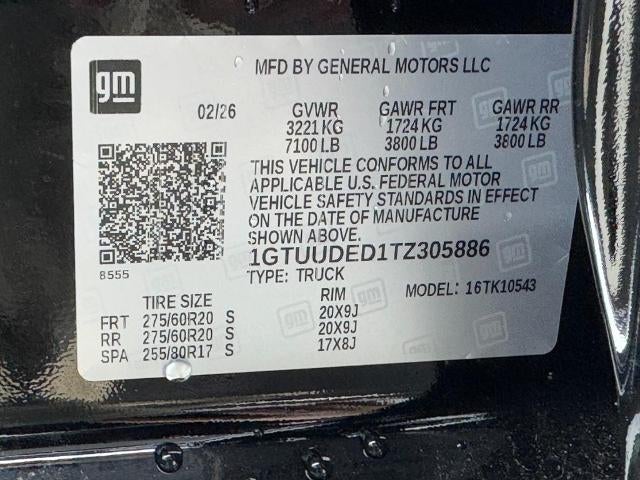 gm
MFD BY GENERAL MOTORS LLC
02/26 GVWR GAWR FRT GAWR RR
3221 KG 1724 KG 1724 KG
7100 LB 3800 LB 3800 LB
THIS VEHICLE CONFORMS TO ALL
APPLICABLE U.S. FEDERAL MOTOR
VEHICLE SAFETY STANDARDS IN EFFECT
ON THE DATE OF MANUFACTURE
SHOWN ABOVE.
8555
1GTUUDED1TZ305886
TYPE: TRUCK MODEL: 16TK10543
TIRE SIZE RIM
FRT 275/60R20 S 20X9J
RR 275/60R20 S 20X9J
SPA 255/80R17 S 17X8J